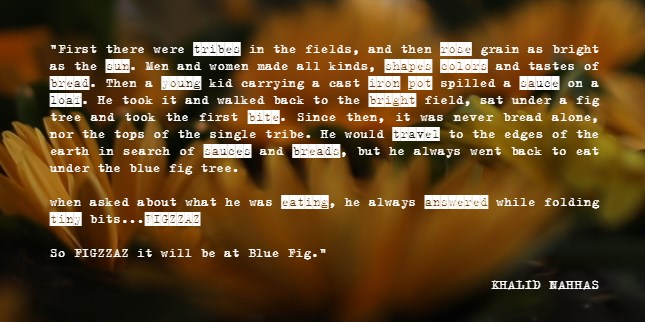 "First there were tribes in the fields, and then rose grain as bright
as the sun. Men and women made all kinds, shapes colors and tastes of
bread. Then a young kid carrying a cast iron pot spilled a sauce on a
loaf. He took it and walked back to the bright field, sat under a fig
tree and took the first bite. Since then, it was never bread alone,
nor the tops of the single tribe. He would travel to the edges of the
earth in search of sauces and breads, but he always went back to eat
under the blue fig tree.
when asked about what he was eating, he always answered while folding
tiny bits...FIGZZAZ
So FIGZZAZ it will be at Blue Fig."
KHALID NAHHAS